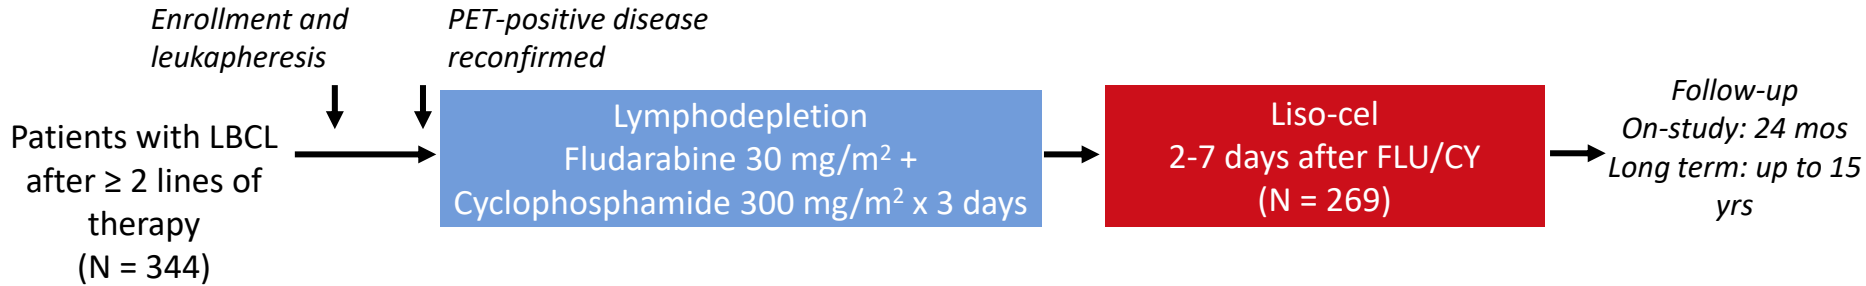 Enrollment and
leukapheresis
PET-positive disease
reconfirmed
Patients with LBCL
after ≥ 2 lines of
therapy
(N = 344)
Lymphodepletion
Fludarabine 30 mg/m² +
Cyclophosphamide 300 mg/m² x 3 days
Liso-cel
2-7 days after FLU/CY
(N = 269)
Follow-up
On-study: 24 mos
Long term: up to 15
yrs